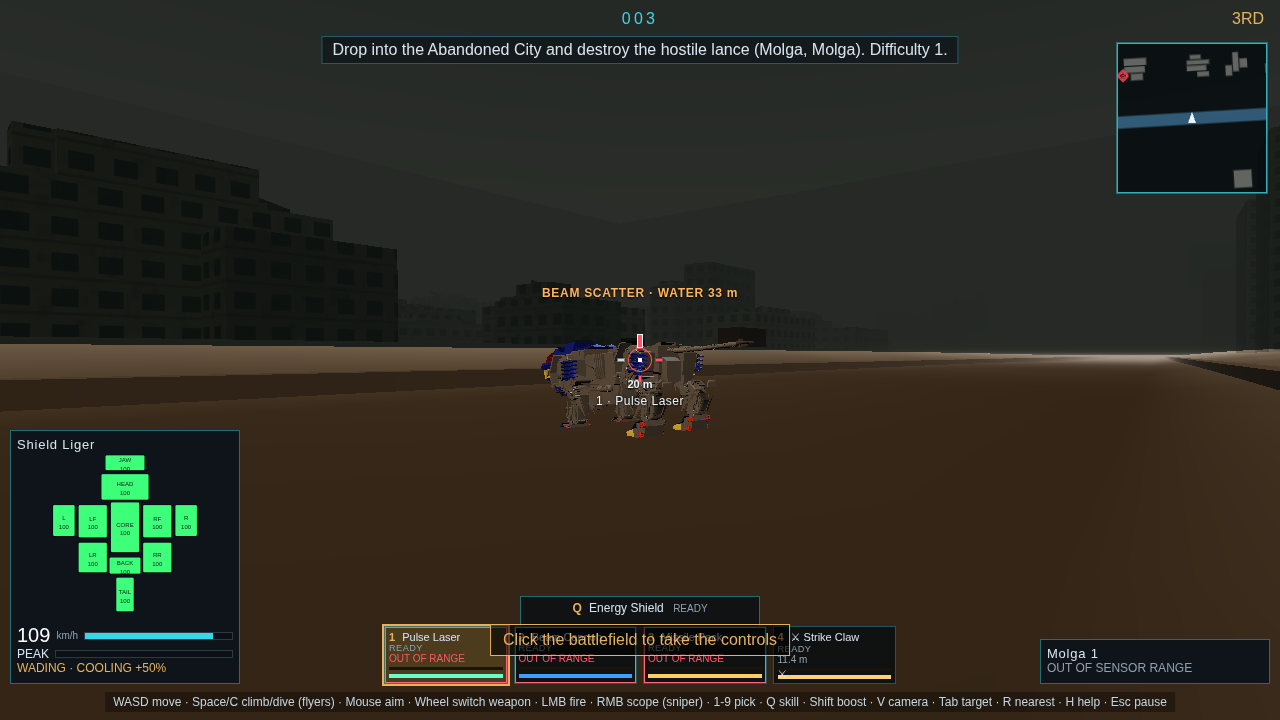 003
3RD
Drop into the Abandoned City and destroy the hostile lance (Molga, Molga). Difficulty 1.
BEAM SCATTER · WATER 33 m
20 m
1 · Pulse Laser
Shield Liger
JAW
100
HEAD
100
L
100
LF
100
CORE
100
RF
100
R
100
LR
100
BACK
100
RR
100
TAIL
100
109 km/h
PEAK
WADING · COOLING +50%
Q Energy Shield READY
1 Pulse Laser
READY
OUT OF RANGE
OUT OF RANGE
OUT OF RANGE
4 ⚔ Strike Claw
READY
11.4 m
Click the battlefield to take the controls
Molga 1
OUT OF SENSOR RANGE
WASD move · Space/C climb/dive (flyers) · Mouse aim · Wheel switch weapon · LMB fire · RMB scope (sniper) · 1-9 pick · Q skill · Shift boost · V camera · Tab target · R nearest · H help · Esc pause